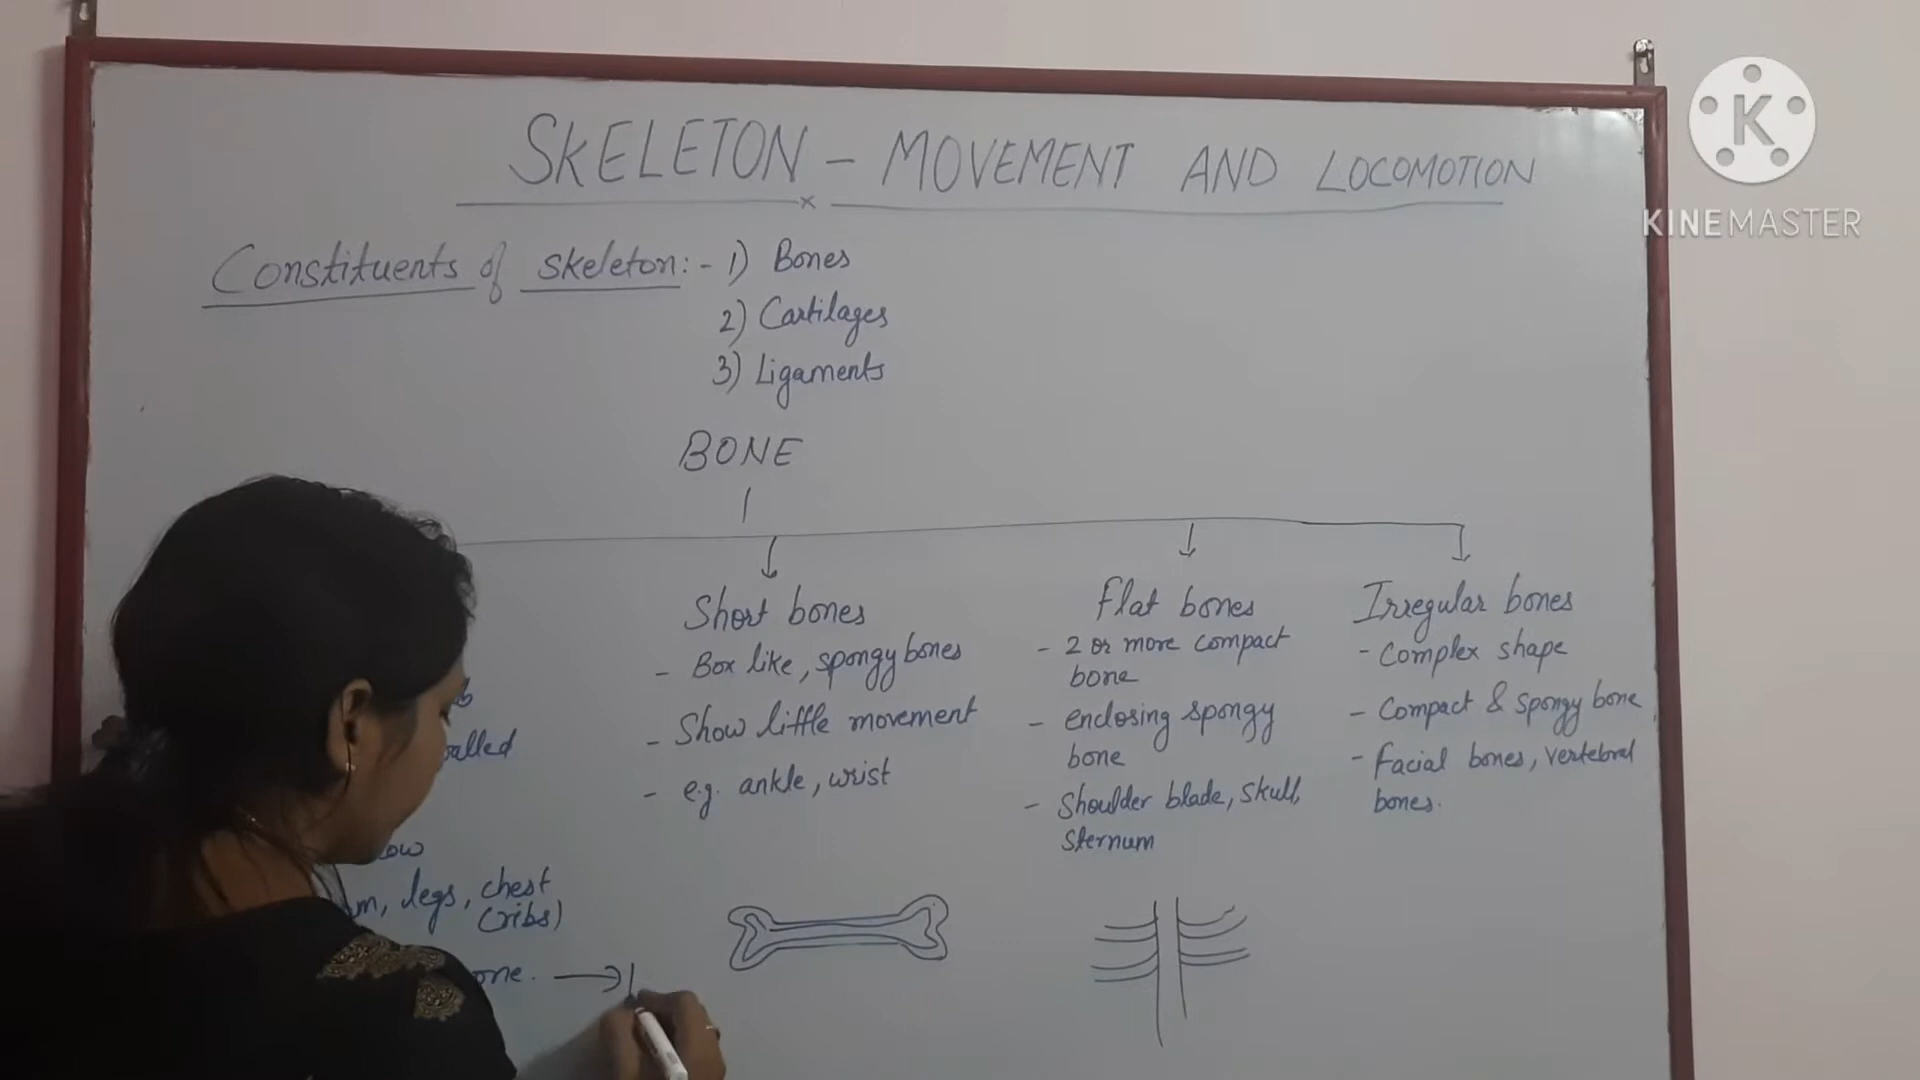 SKELETON - MOVEMENT AND LOCOMOTION
Constituents of skeleton:- 1) Bones
2) Cartilages
3) Ligaments
BONE
Short bones
- Box like, spongy bones
- Show little movement
- e.g. ankle, wrist
Flat bones
- 2 or more compact
bone
- enclosing spongy
bone
- Shoulder blade, skull,
sternum
Irregular bones
- Complex shape
- Compact & spongy bone
- Facial bones, vertebral
bones.
legs, chest
(ribs)
K
KINEMASTER